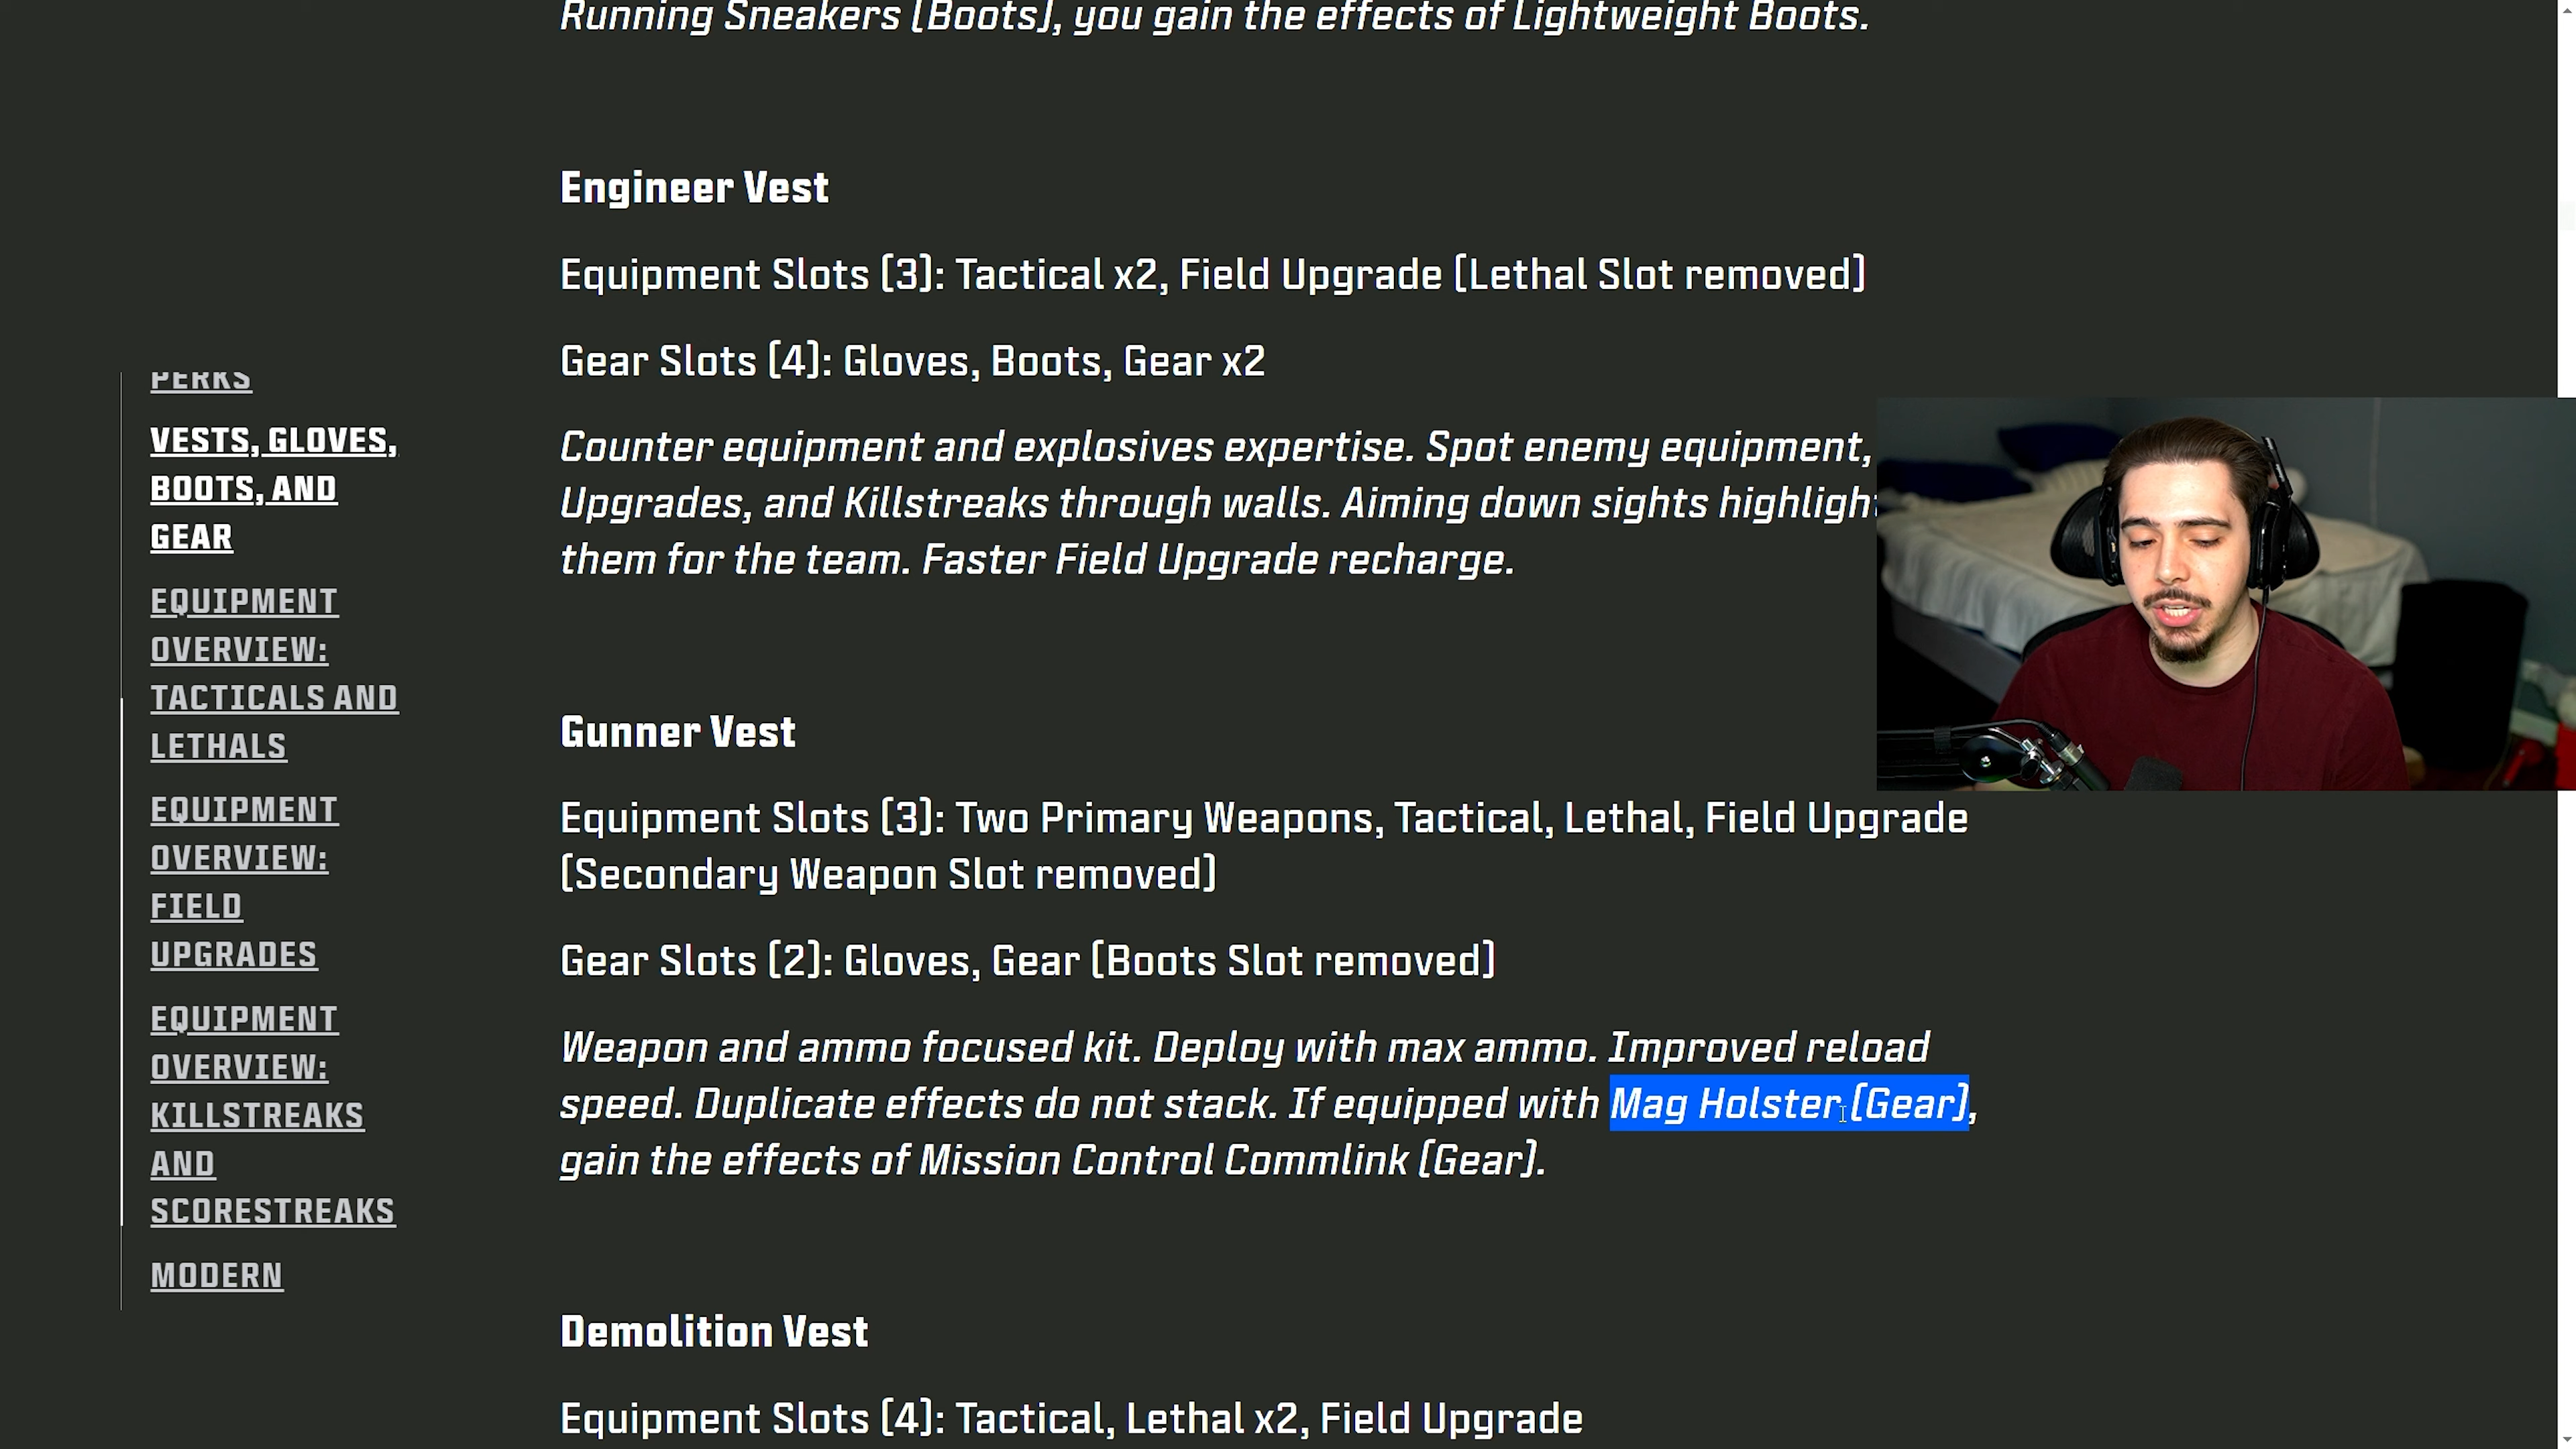 Running Sneakers (Boots), you gain the effects of Lightweight Boots.
Engineer Vest
Equipment Slots (3): Tactical x2, Field Upgrade (Lethal Slot removed)
Gear Slots (4): Gloves, Boots, Gear x2
Counter equipment and explosives expertise. Spot enemy equipment,
Upgrades, and Killstreaks through walls. Aiming down sights highlight
them for the team. Faster Field Upgrade recharge.
Gunner Vest
Equipment Slots (3): Two Primary Weapons, Tactical, Lethal, Field Upgrade
(Secondary Weapon Slot removed)
Gear Slots (2): Gloves, Gear (Boots Slot removed)
Weapon and ammo focused kit. Deploy with max ammo. Improved reload
speed. Duplicate effects do not stack. If equipped with Mag Holster (Gear),
gain the effects of Mission Control Commlink (Gear).
Demolition Vest
Equipment Slots (4): Tactical, Lethal x2, Field Upgrade
PERKS
VESTS, GLOVES,
BOOTS, AND
GEAR
EQUIPMENT
OVERVIEW:
TACTICALS AND
LETHALS
EQUIPMENT
OVERVIEW:
FIELD
UPGRADES
EQUIPMENT
OVERVIEW:
KILLSTREAKS
AND
SCORESTREAKS
MODERN